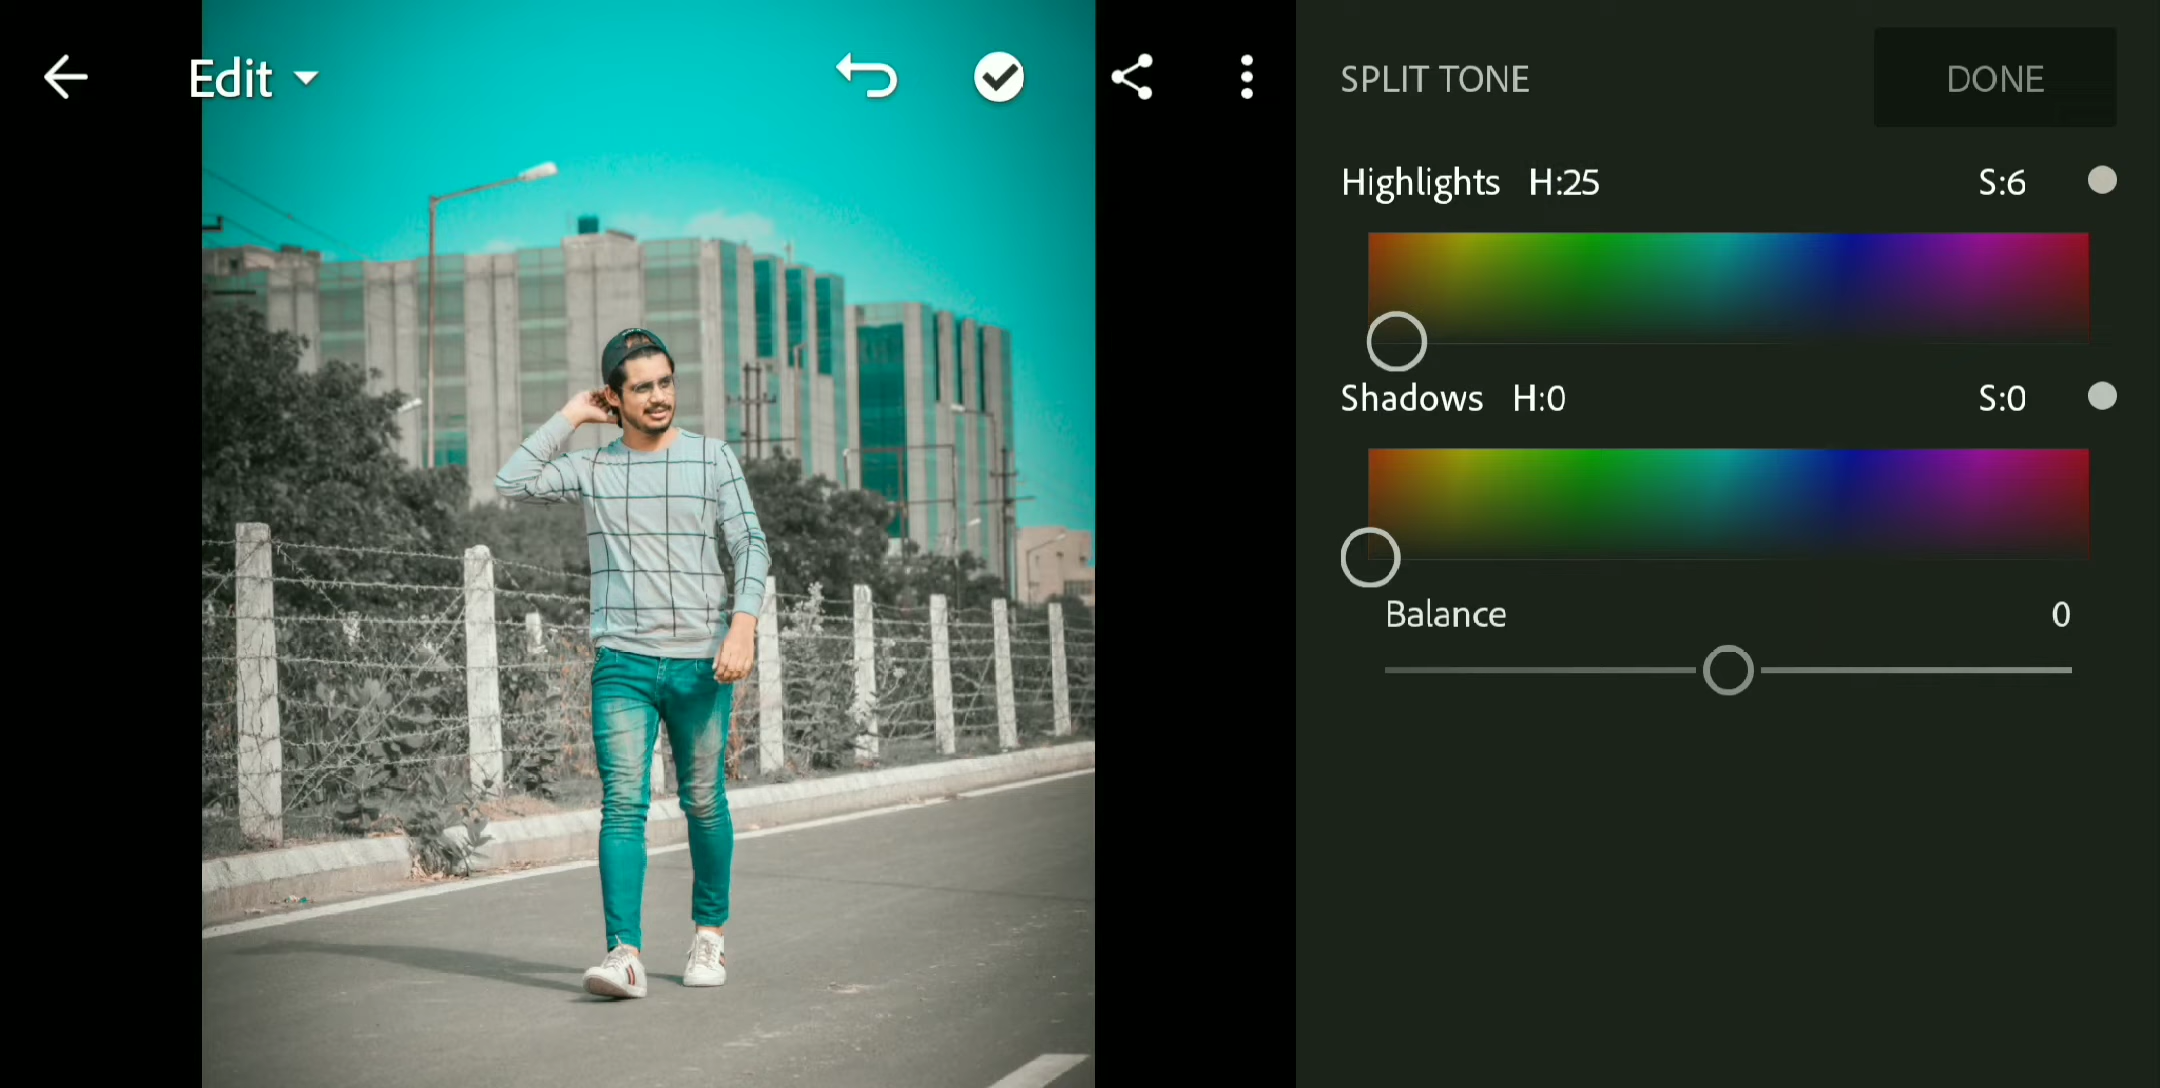 Edit
SPLIT TONE
DONE
Highlights H:25 S:6
Shadows H:0 S:0
Balance 0